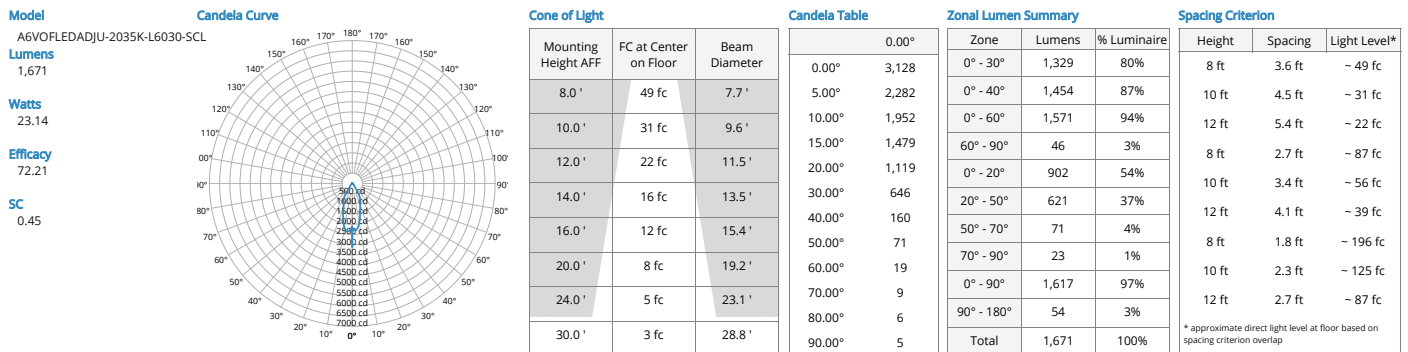 Model
A6VOFLEDADJU-2035K-L6030-SCL
Lumens
1,671
Watts
23.14
Efficacy
72.21
SC
0.45
Candela Curve
180°
170° 170°
160° 160°
150° 150°
140° 140°
130° 130°
120° 120°
110° 110°
00° 100°
90° 90°
80° 80°
70° 70°
60° 60°
50° 50°
40° 40°
30° 30°
20° 10° 0° 10° 20°
500 cd
1000 cd
1500 cd
2000 cd
2500 cd
3000 cd
3500 cd
4000 cd
4500 cd
5000 cd
5500 cd
6000 cd
6500 cd
7000 cd
Cone of Light
Mounting Height AFF FC at Center on Floor Beam Diameter
8.0 ' 49 fc 7.7 '
10.0 ' 31 fc 9.6 '
12.0 ' 22 fc 11.5 '
14.0 ' 16 fc 13.5 '
16.0 ' 12 fc 15.4 '
20.0 ' 8 fc 19.2 '
24.0 ' 5 fc 23.1 '
30.0 ' 3 fc 28.8 '
Candela Table
0.00°
0.00° 3,128
5.00° 2,282
10.00° 1,952
15.00° 1,479
20.00° 1,119
30.00° 646
40.00° 160
50.00° 71
60.00° 19
70.00° 9
80.00° 6
90.00° 5
Zonal Lumen Summary
Zone Lumens % Luminaire
0° - 30° 1,329 80%
0° - 40° 1,454 87%
0° - 60° 1,571 94%
60° - 90° 46 3%
0° - 20° 902 54%
20° - 50° 621 37%
50° - 70° 71 4%
70° - 90° 23 1%
0° - 90° 1,617 97%
90° - 180° 54 3%
Total 1,671 100%
Spacing Criterion
Height Spacing Light Level*
8 ft 3.6 ft ~ 49 fc
10 ft 4.5 ft ~ 31 fc
12 ft 5.4 ft ~ 22 fc
8 ft 2.7 ft ~ 87 fc
10 ft 3.4 ft ~ 56 fc
12 ft 4.1 ft ~ 39 fc
8 ft 1.8 ft ~ 196 fc
10 ft 2.3 ft ~ 125 fc
12 ft 2.7 ft ~ 87 fc
* approximate direct light level at floor based on
spacing criterion overlap